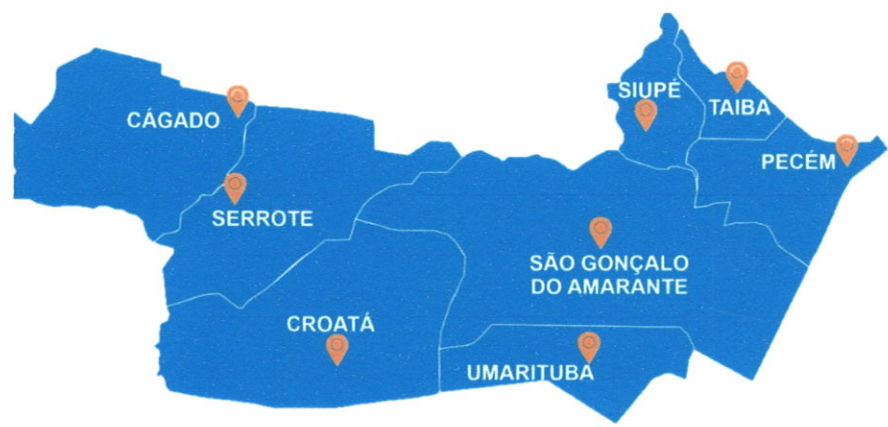 SIUPÉ
TAIBA
CÁGADO
PECÉM
SERROTE
SÃO GONÇALO
DO AMARANTE
CROATÁ
UMARITUBA